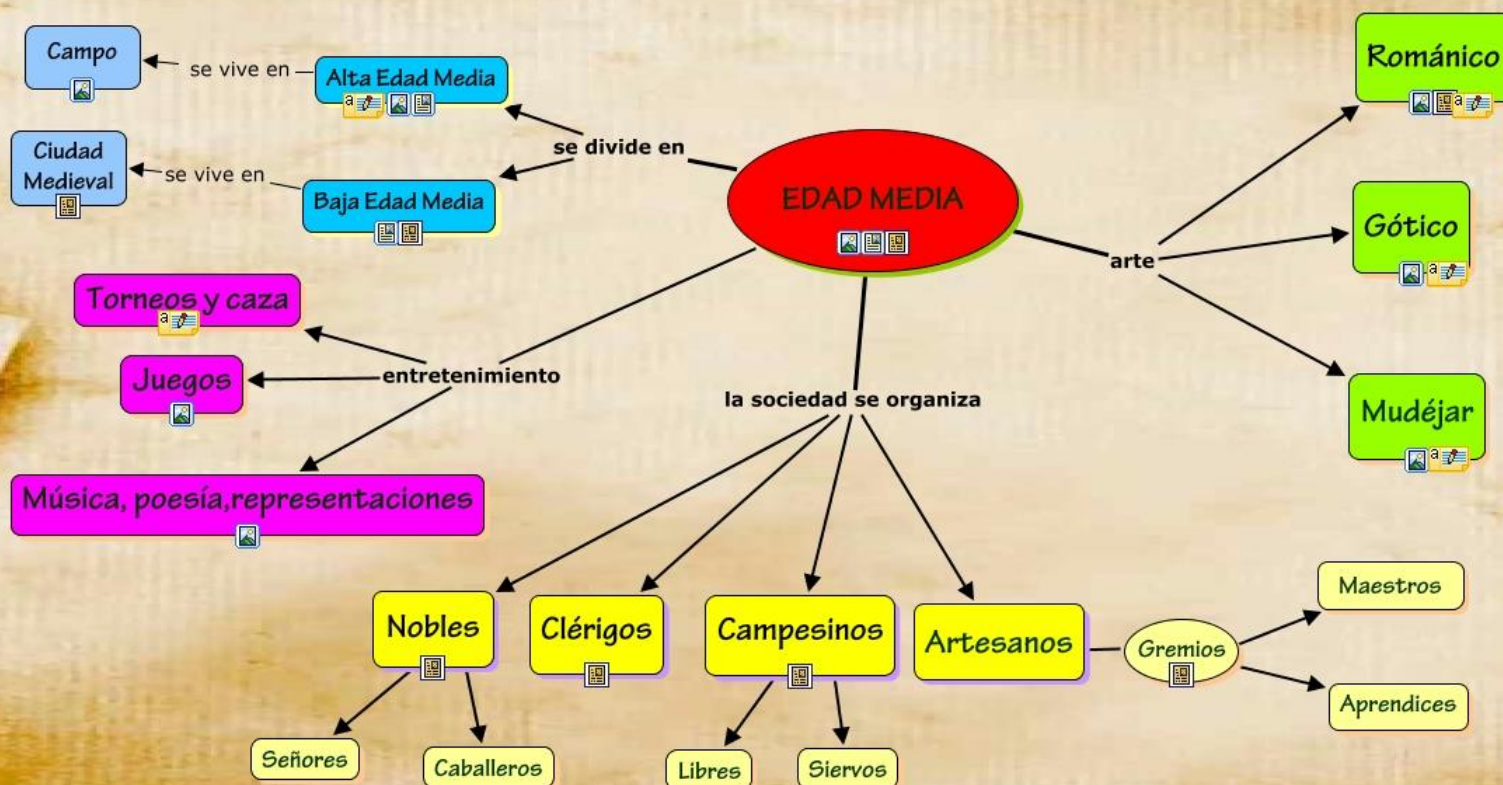 EDAD MEDIA
se divide en
Alta Edad Media
se vive en
Campo
Baja Edad Media
se vive en
Ciudad
Medieval
arte
Románico
Gótico
Mudéjar
entretenimiento
Torneos y caza
Juegos
Música, poesía,representaciones
la sociedad se organiza
Nobles
Señores
Caballeros
Clérigos
Campesinos
Libres
Siervos
Artesanos
Gremios
Maestros
Aprendices